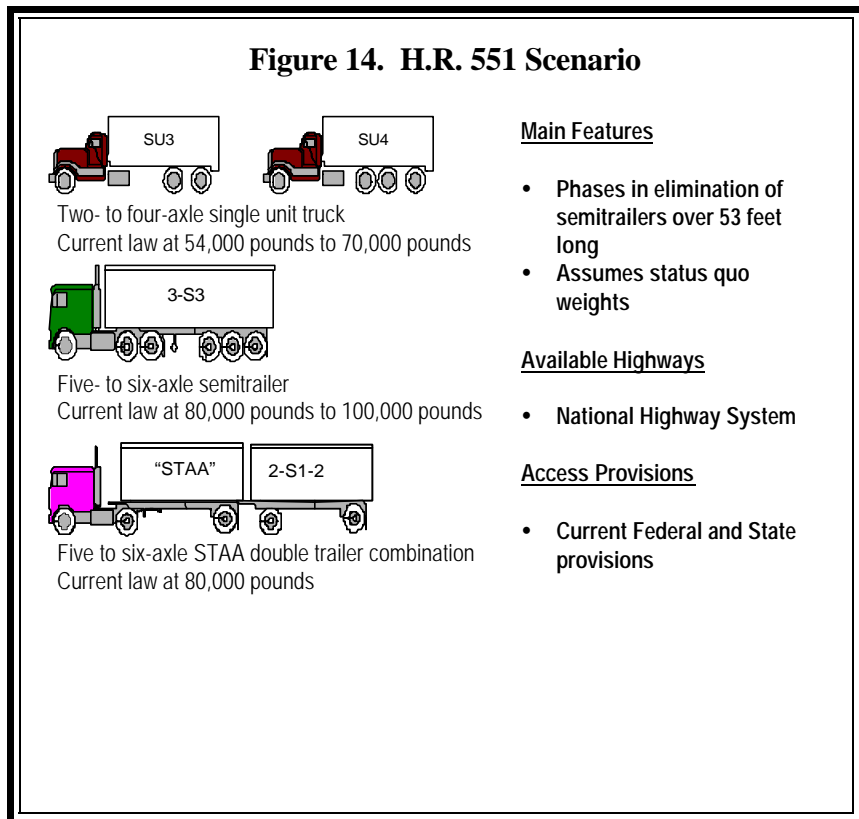 Figure 14. H.R. 551 Scenario
SU3
SU4
Two- to four-axle single unit truck
Current law at 54,000 pounds to 70,000 pounds
3-S3
Five- to six-axle semitrailer
Current law at 80,000 pounds to 100,000 pounds
"STAA"
2-S1-2
Five to six-axle STAA double trailer combination
Current law at 80,000 pounds
Main Features
• Phases in elimination of
semitrailers over 53 feet
long
• Assumes status quo
weights
Available Highways
• National Highway System
Access Provisions
• Current Federal and State
provisions